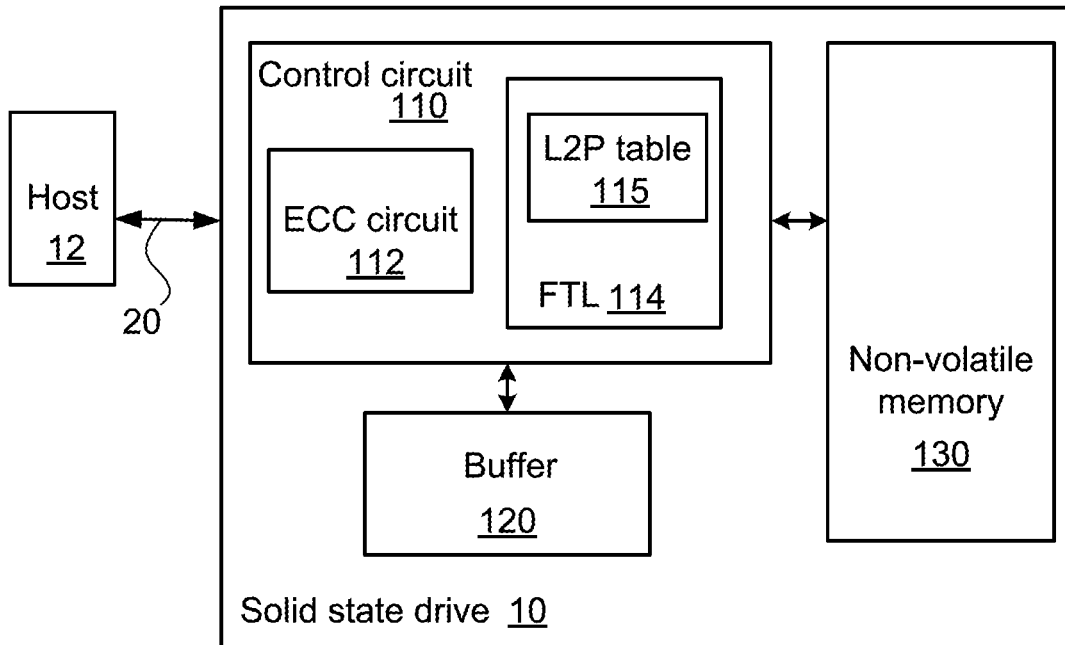 Host
12
20
Control circuit
110
ECC circuit
112
L2P table
115
FTL 114
Buffer
120
Non-volatile
memory
130
Solid state drive 10